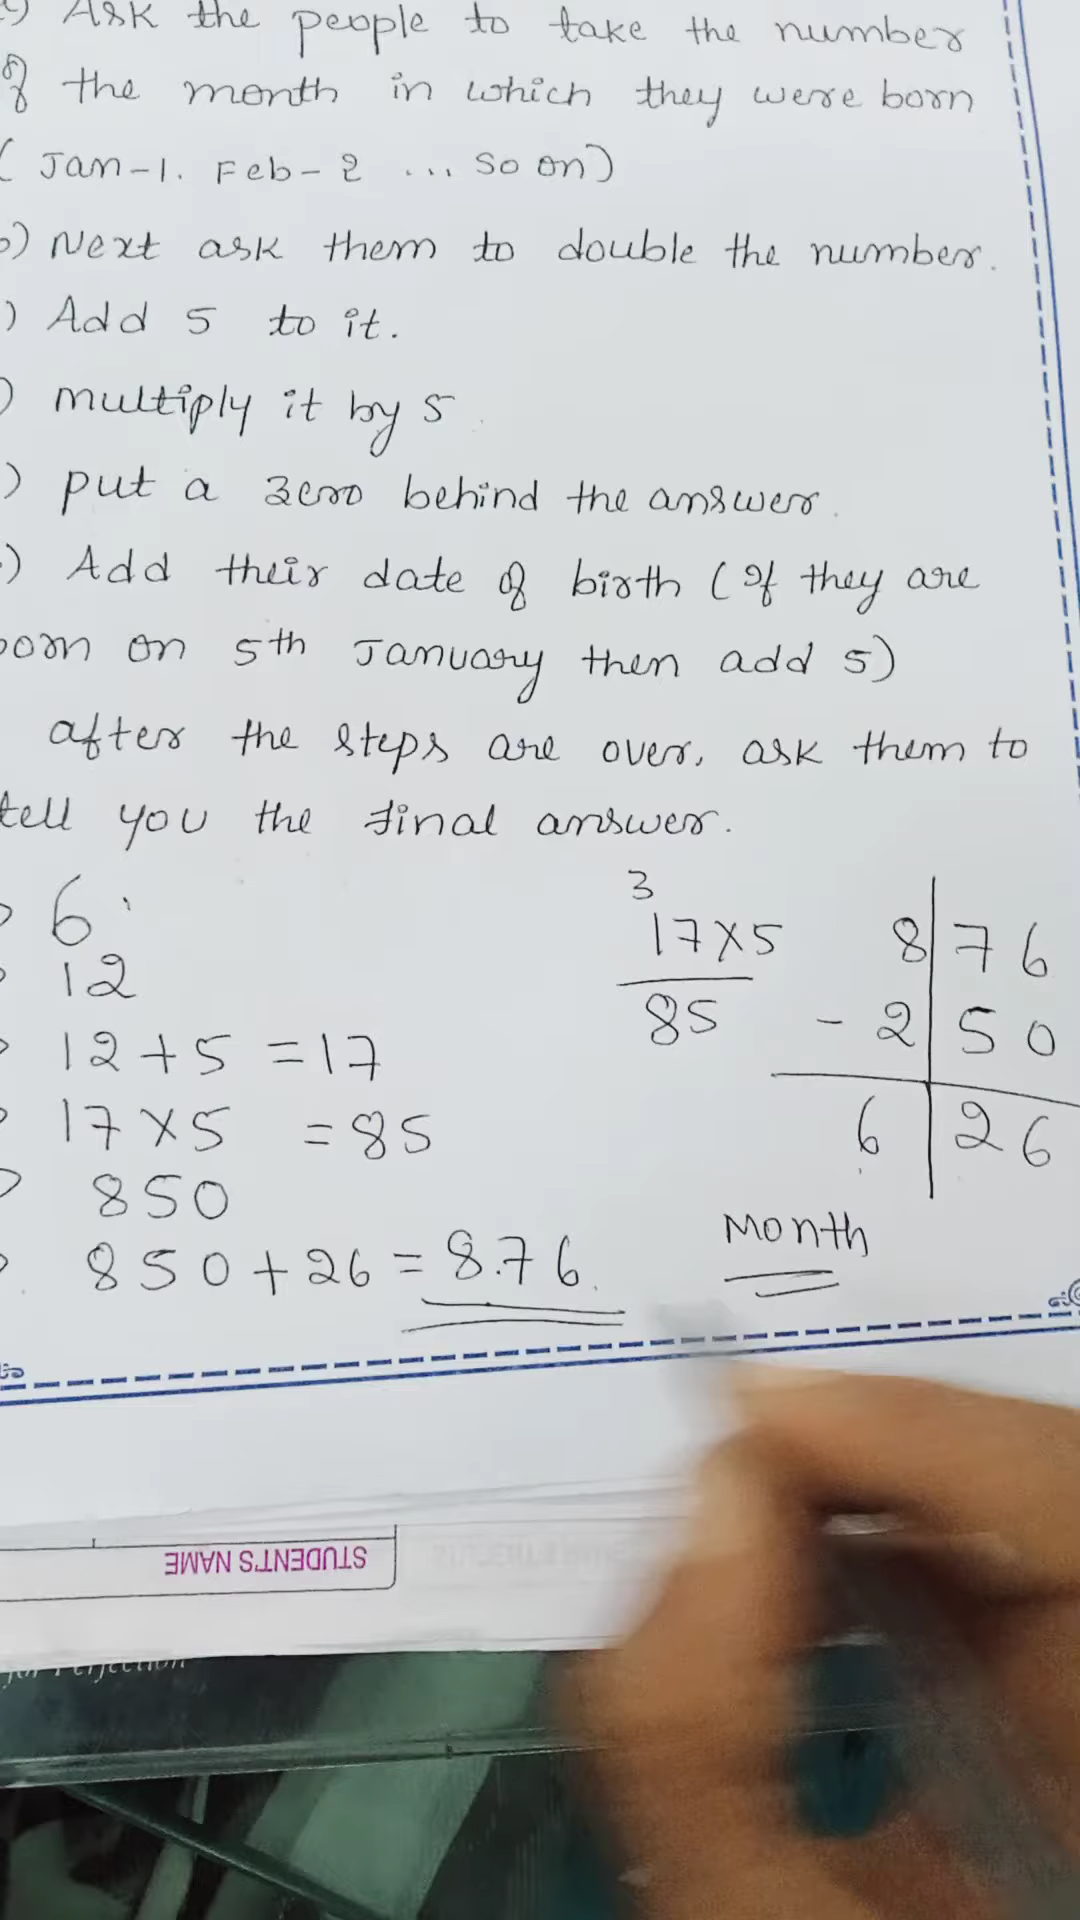 Ask the people to take the number
of the month in which they were born
(Jan-1. Feb-2 ... so on)
b) Next ask them to double the number.
) Add 5 to it.
) multiply it by 5.
) put a zero behind the answer.
) Add their date of birth (If they are
born on 5th January then add 5)
after the steps are over, ask them to
tell you the final answer.
6
12
12+5 =17
17×5 =85
850
850+26 = 876
3
17×5
85
8 76
- 2 50
6 26
Month
STUDENT'S NAME
for Perfection